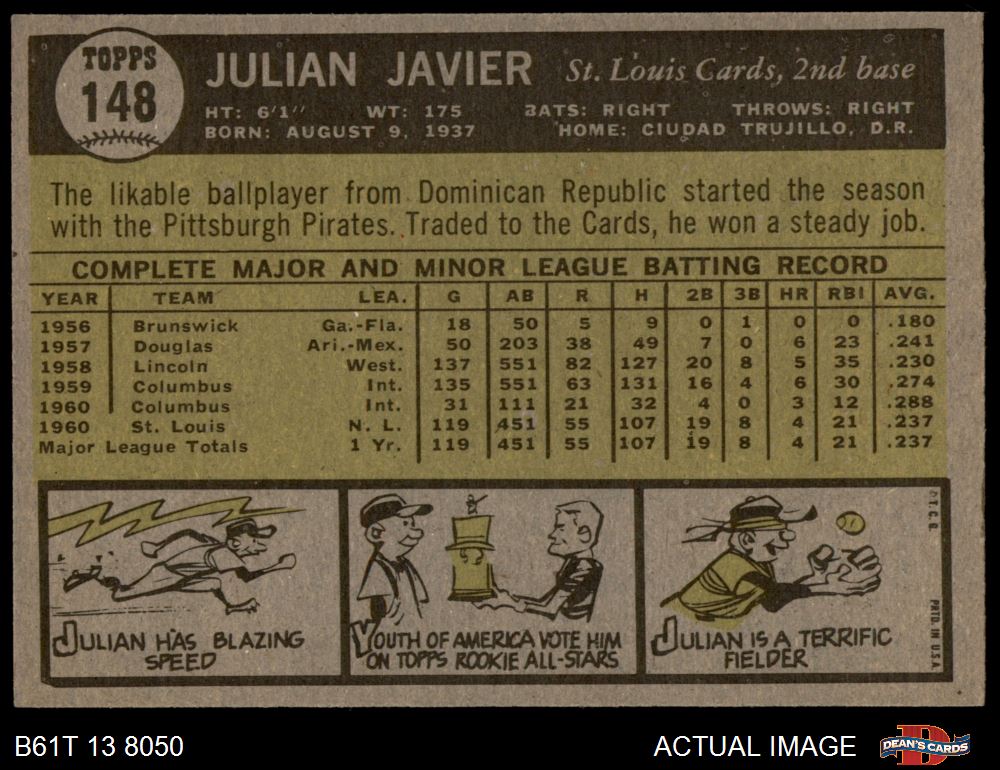 TOPPS
148
JULIAN JAVIER St. Louis Cards, 2nd base
HT: 6'1'' WT: 175 BATS: RIGHT THROWS: RIGHT
BORN: AUGUST 9, 1937 HOME: CIUDAD TRUJILLO, D.R.
The likable ballplayer from Dominican Republic started the season
with the Pittsburgh Pirates. Traded to the Cards, he won a steady job.
COMPLETE MAJOR AND MINOR LEAGUE BATTING RECORD
YEAR TEAM LEA. G AB R H 2B 3B HR RBI AVG.
1956 Brunswick Ga.-Fla. 18 50 5 9 0 1 0 0 .180
1957 Douglas Ari.-Mex. 50 203 38 49 7 0 6 23 .241
1958 Lincoln West. 137 551 82 127 20 8 5 35 .230
1959 Columbus Int. 135 551 63 131 16 4 6 30 .274
1960 Columbus Int. 31 111 21 32 4 0 3 12 .288
1960 St. Louis N. L. 119 451 55 107 19 8 4 21 .237
Major League Totals 1 Yr. 119 451 55 107 19 8 4 21 .237
JULIAN HAS BLAZING
SPEED
YOUTH OF AMERICA VOTE HIM
ON TOPPS ROOKIE ALL-STARS
JULIAN IS A TERRIFIC
FIELDER
©T.C.G.
PRTD. IN U.S.A.
B61T 13 8050
ACTUAL IMAGE
DEAN'S CARDS